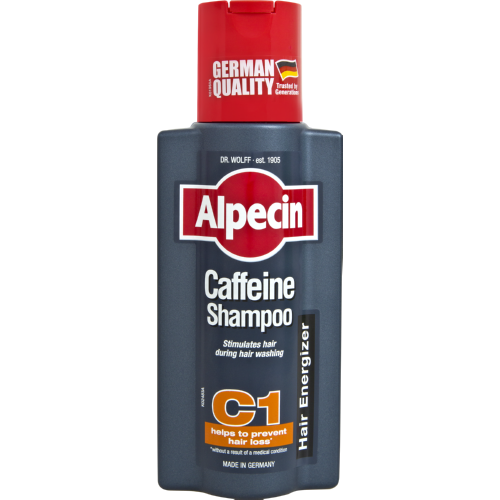 GERMAN
QUALITY
Trusted by
Generations
DR. WOLFF • est. 1905
Alpecin
Caffeine
Shampoo
Stimulates hair
during hair washing
Hair Energizer
C1
helps to prevent
hair loss*
*without a result of a medical condition
MADE IN GERMANY